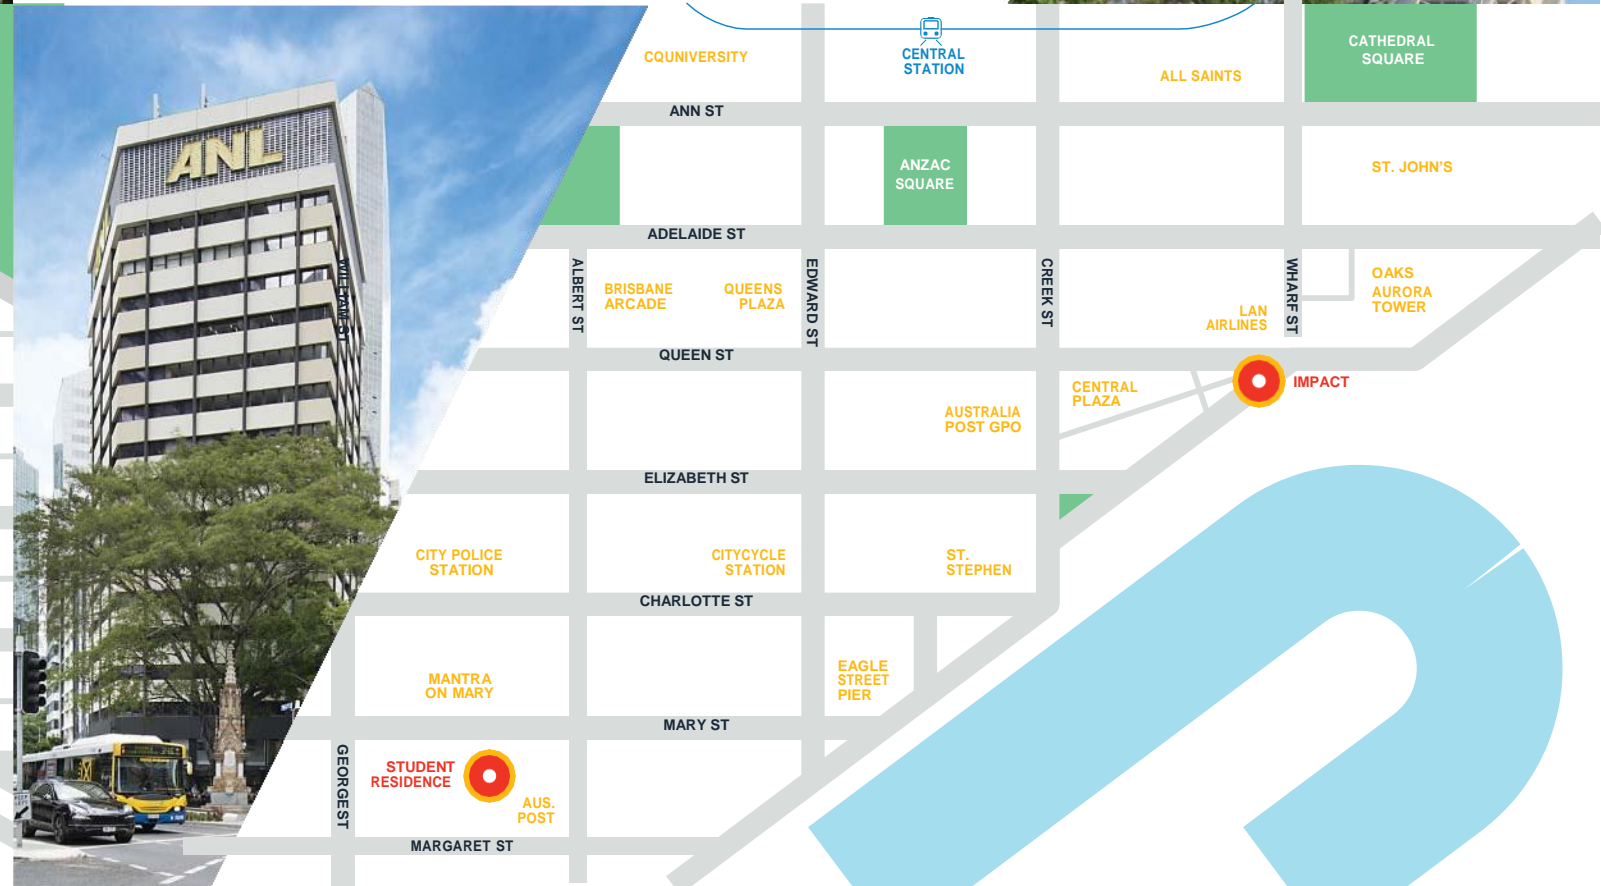 CQUNIVERSITY
CENTRAL
STATION
ALL SAINTS
CATHEDRAL
SQUARE
ANN ST
ANL
ANZAC
SQUARE
ST. JOHN'S
ADELAIDE ST
WILLIAM ST
ALBERT ST
BRISBANE
ARCADE
QUEENS
PLAZA
EDWARD ST
CREEK ST
LAN
AIRLINES
WHARF ST
OAKS
AURORA
TOWER
QUEEN ST
CENTRAL
PLAZA
IMPACT
AUSTRALIA
POST GPO
ELIZABETH ST
CITY POLICE
STATION
CITYCYCLE
STATION
ST.
STEPHEN
CHARLOTTE ST
MANTRA
ON MARY
EAGLE
STREET
PIER
MARY ST
GEORGEST
STUDENT
RESIDENCE
AUS.
POST
MARGARET ST